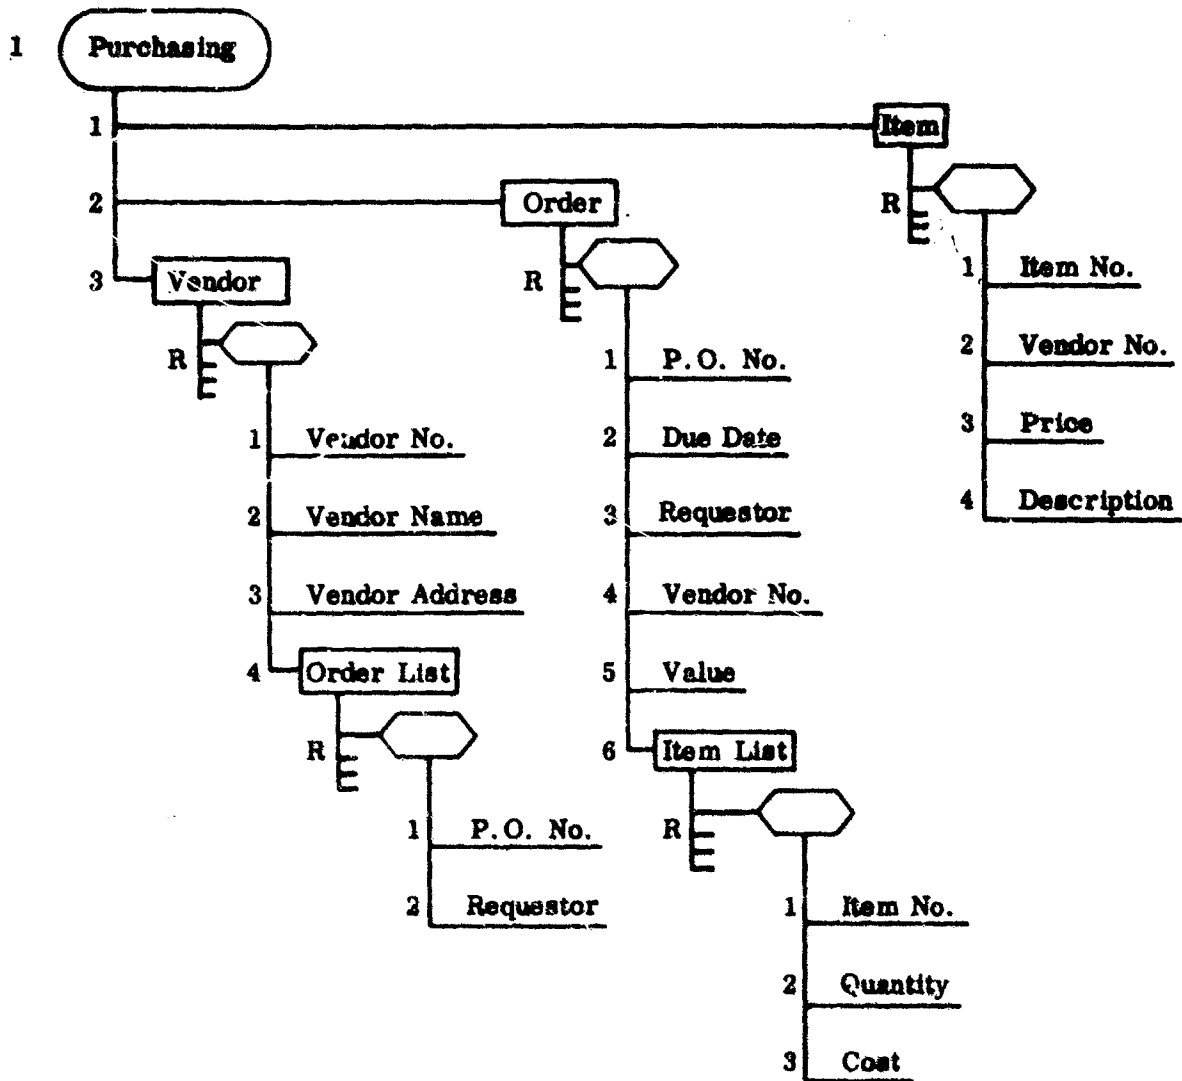 1 Purchasing
1 Item
2 Order
R
3 Vendor
R
R
1 Item No.
2 Vendor No.
3 Price
4 Description
1 P.O. No.
2 Due Date
3 Requestor
4 Vendor No.
5 Value
6 Item List
R
1 Item No.
2 Quantity
3 Cost
1 Vendor No.
2 Vendor Name
3 Vendor Address
4 Order List
R
1 P.O. No.
2 Requestor